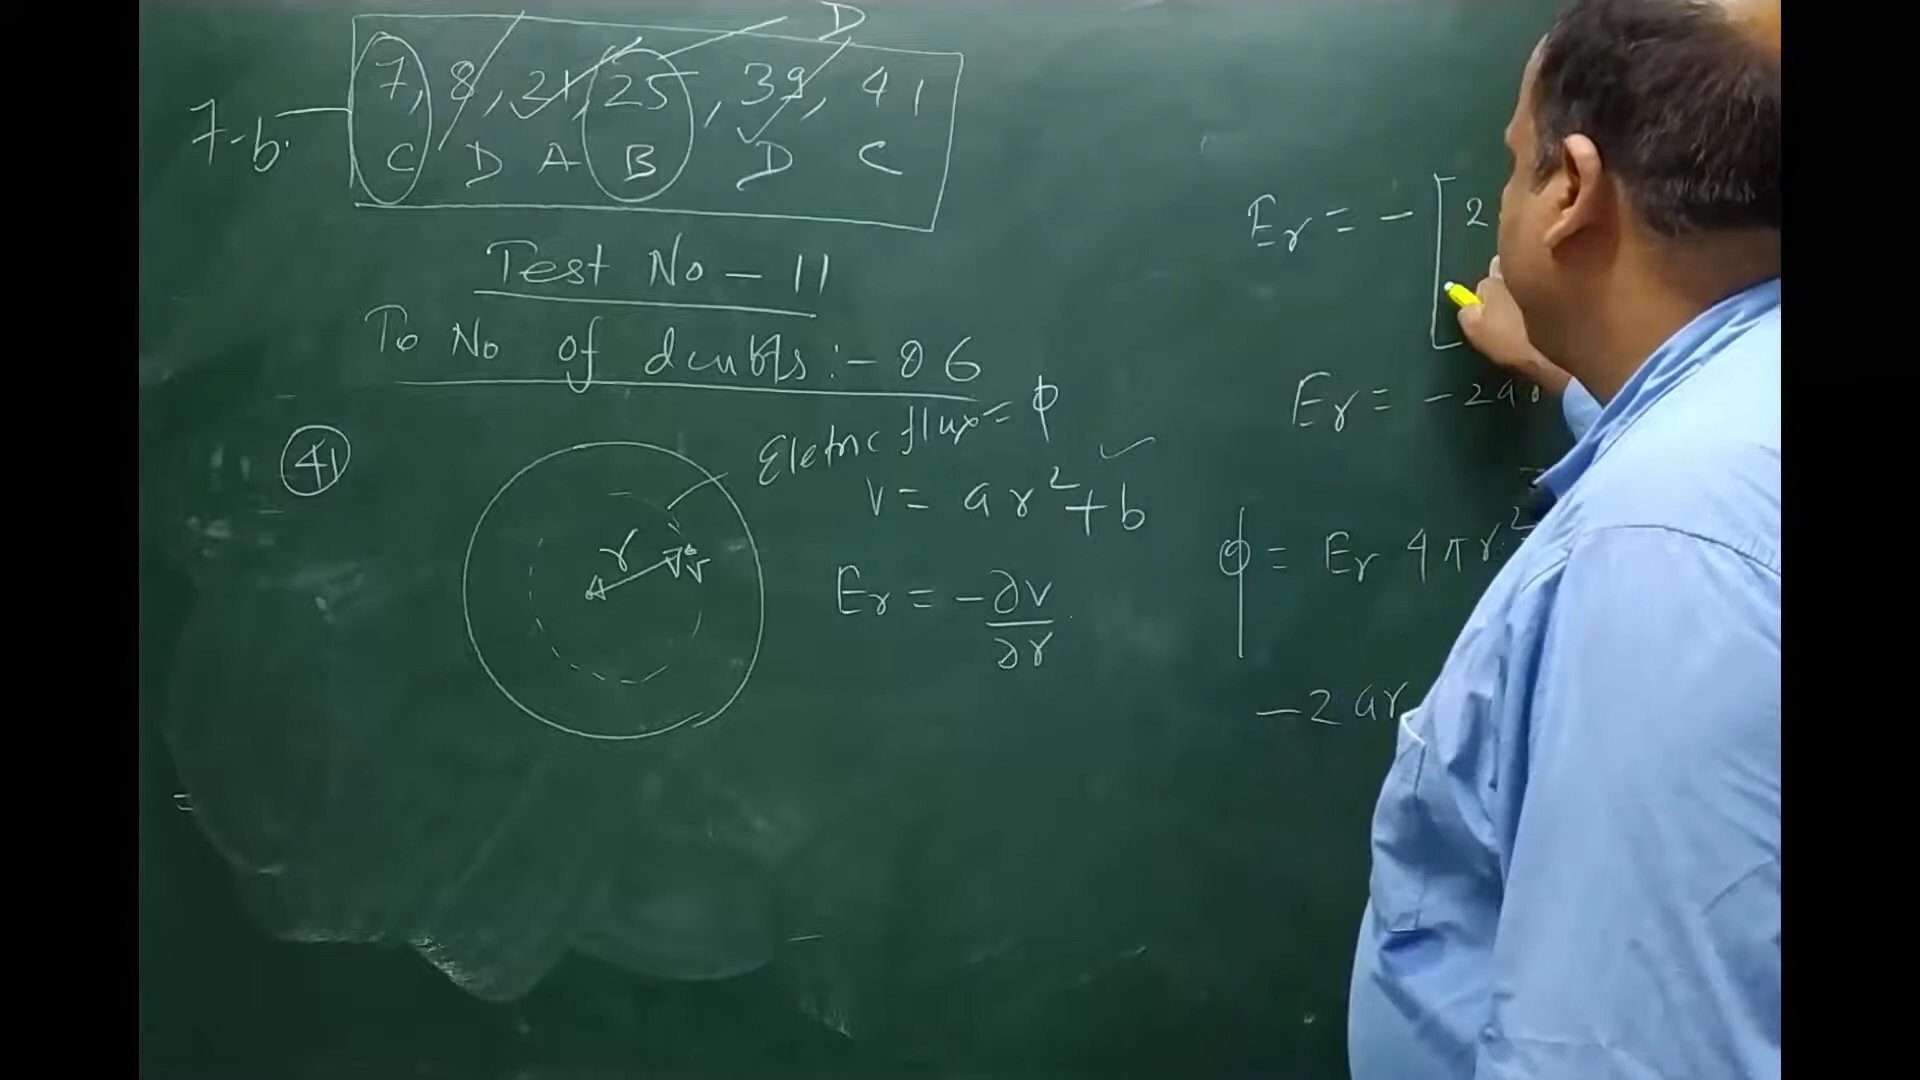 D
7, 8, 21, 25, 39, 41
7-b.
C D A B D C
Test No - 11
To No of doubts :- 06
41
Eletric flux = ϕ
V = ar² + b
r
Er = -∂v/∂r
Er = - [ 2
Er = -2a
ϕ = Er 4πr²
-2ar
=